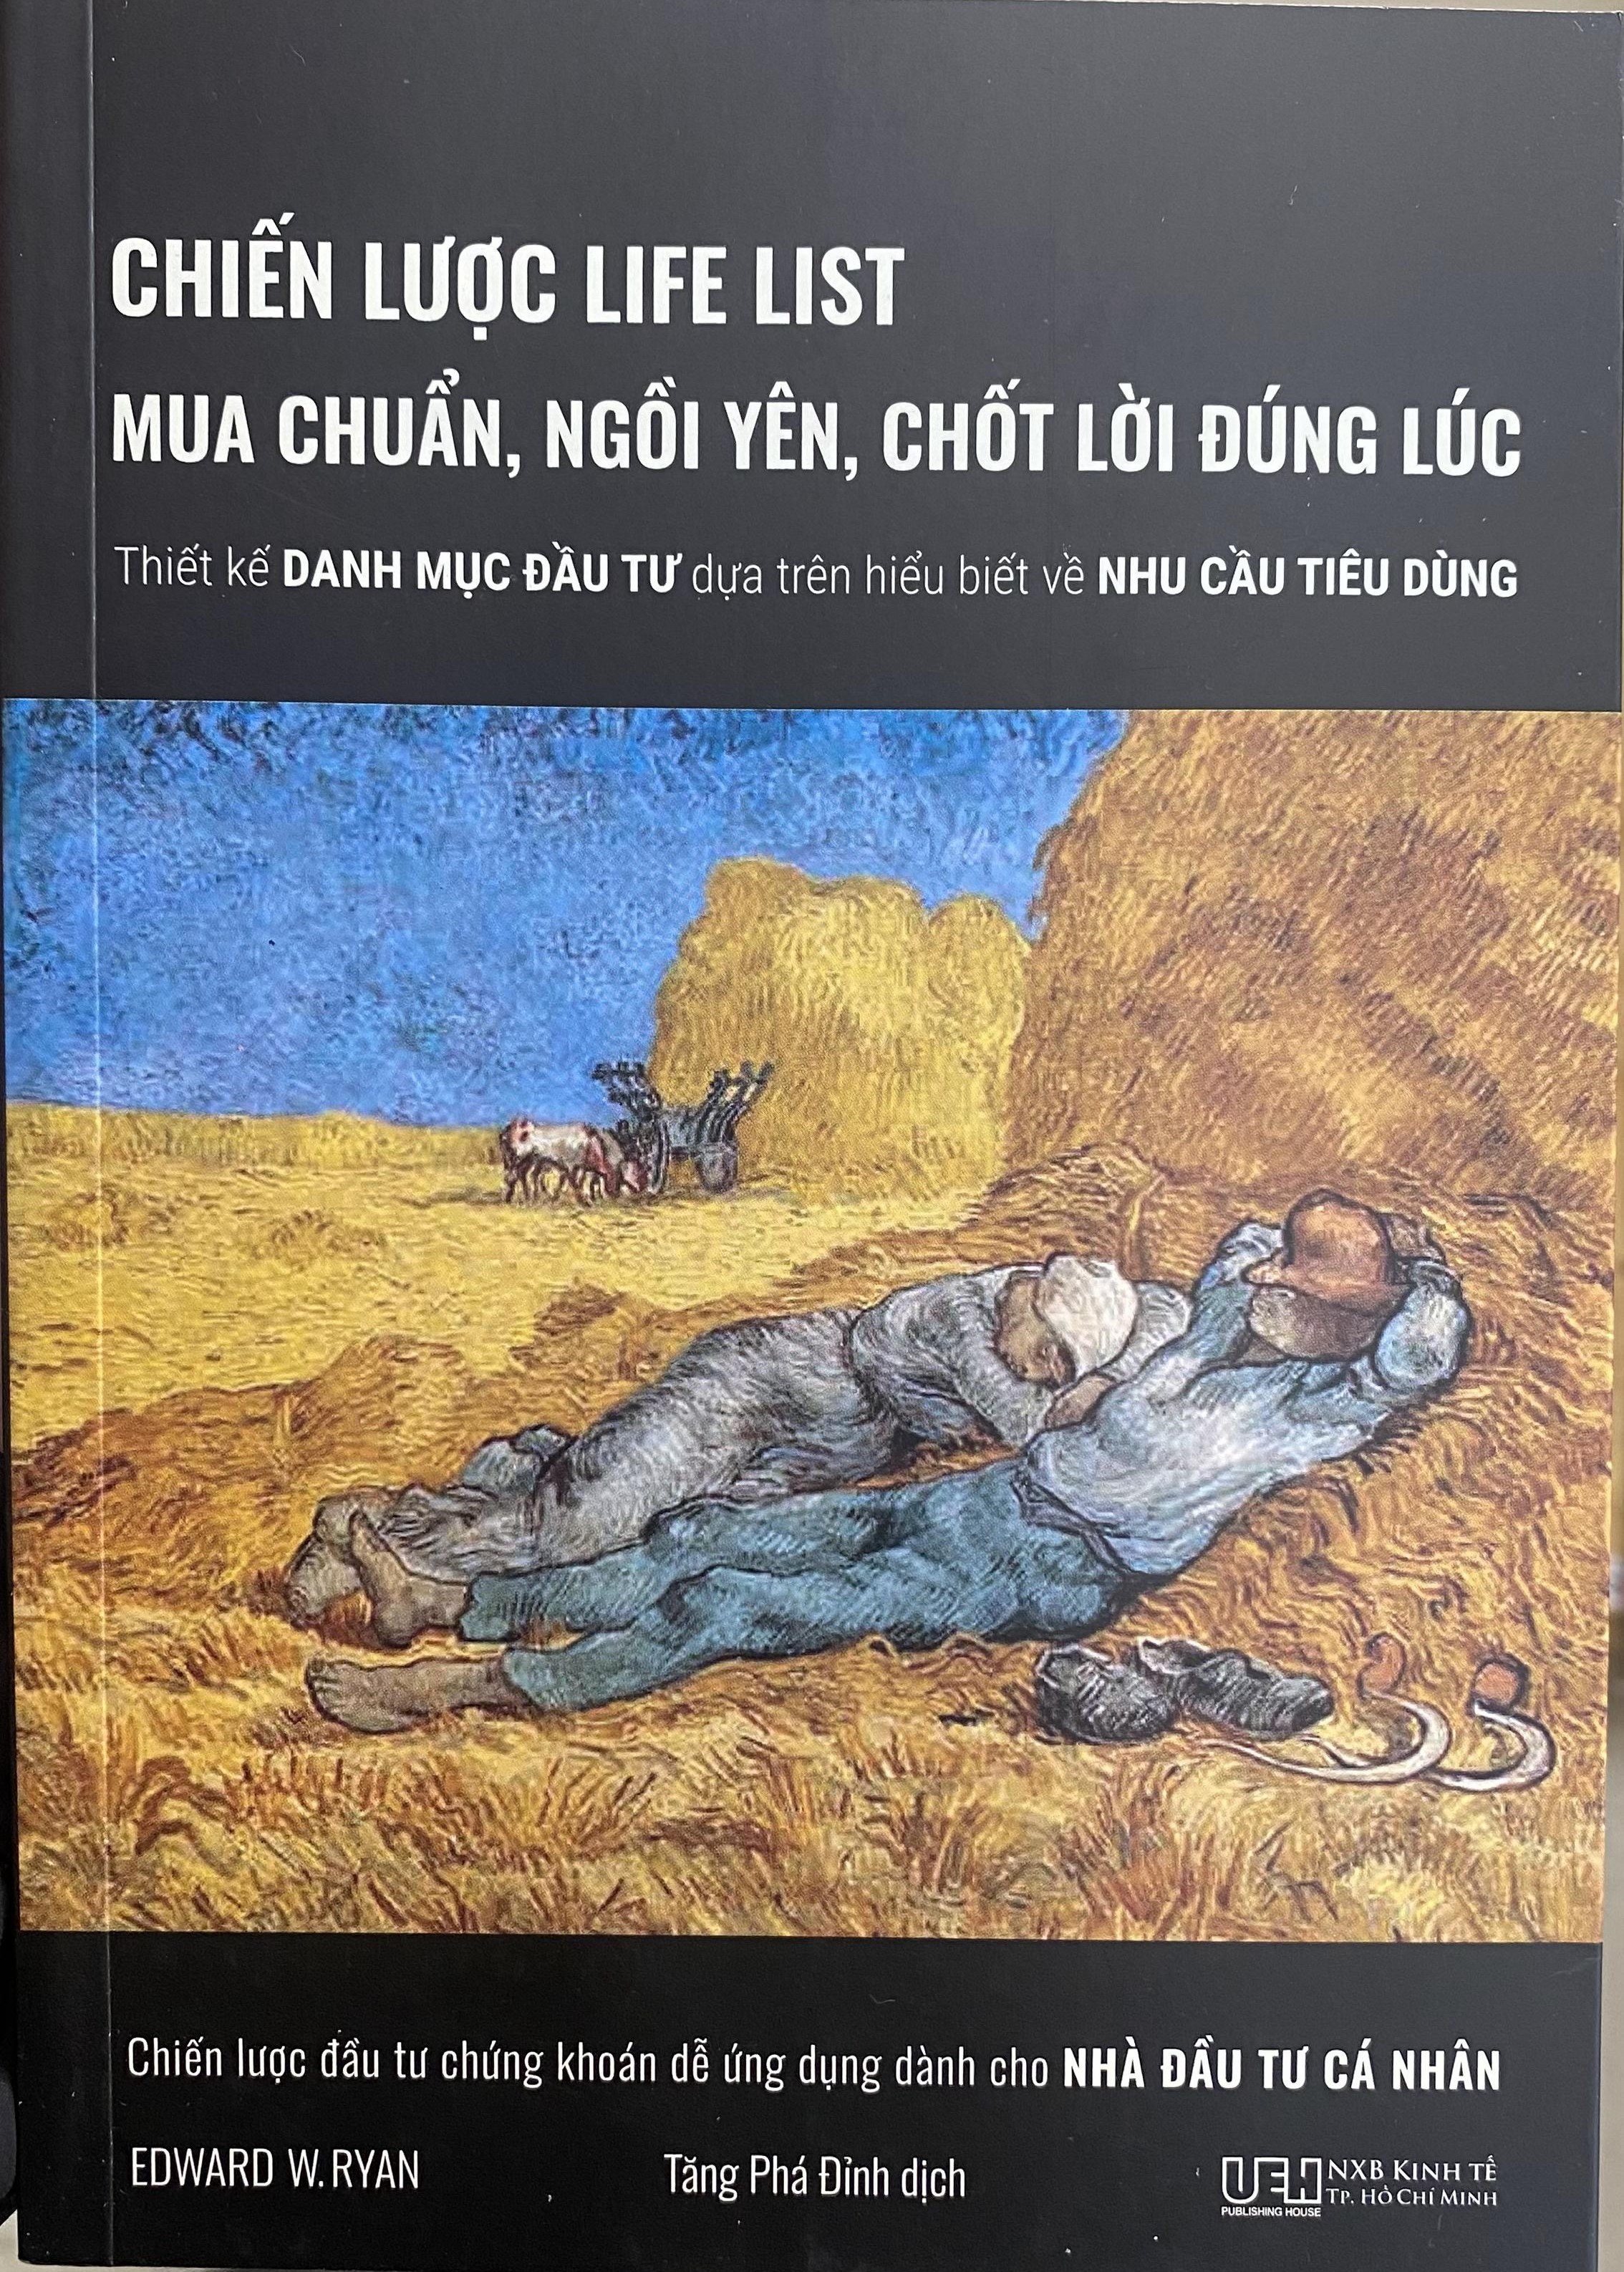 CHIẾN LƯỢC LIFE LIST
MUA CHUẨN, NGỒI YÊN, CHỐT LỜI ĐÚNG LÚC
Thiết kế DANH MỤC ĐẦU TƯ dựa trên hiểu biết về NHU CẦU TIÊU DÙNG
Chiến lược đầu tư chứng khoán dễ ứng dụng dành cho NHÀ ĐẦU TƯ CÁ NHÂN
EDWARD W. RYAN
Tăng Phá Đỉnh dịch
UEH
PUBLISHING HOUSE
NXB KINH TẾ
TP. HỒ CHÍ MINH